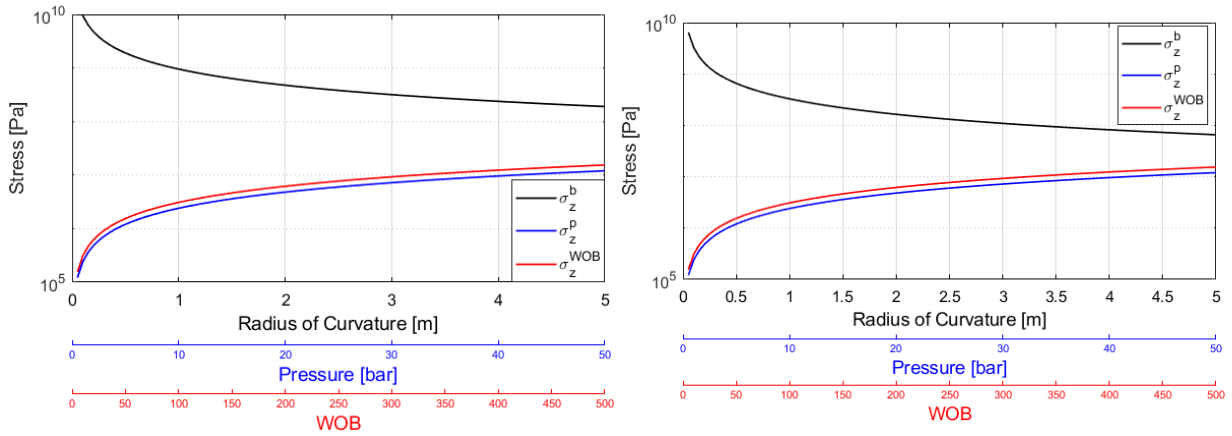 10^10
Stress [Pa]
10^5
σ_z^b
σ_z^p
σ_z^WOB
0 1 2 3 4 5
Radius of Curvature [m]
0 10 20 30 40 50
Pressure [bar]
0 50 100 150 200 250 300 350 400 450 500
WOB
10^10
Stress [Pa]
10^5
σ_z^b
σ_z^p
σ_z^WOB
0 0.5 1 1.5 2 2.5 3 3.5 4 4.5 5
Radius of Curvature [m]
0 10 20 30 40 50
Pressure [bar]
0 50 100 150 200 250 300 350 400 450 500
WOB